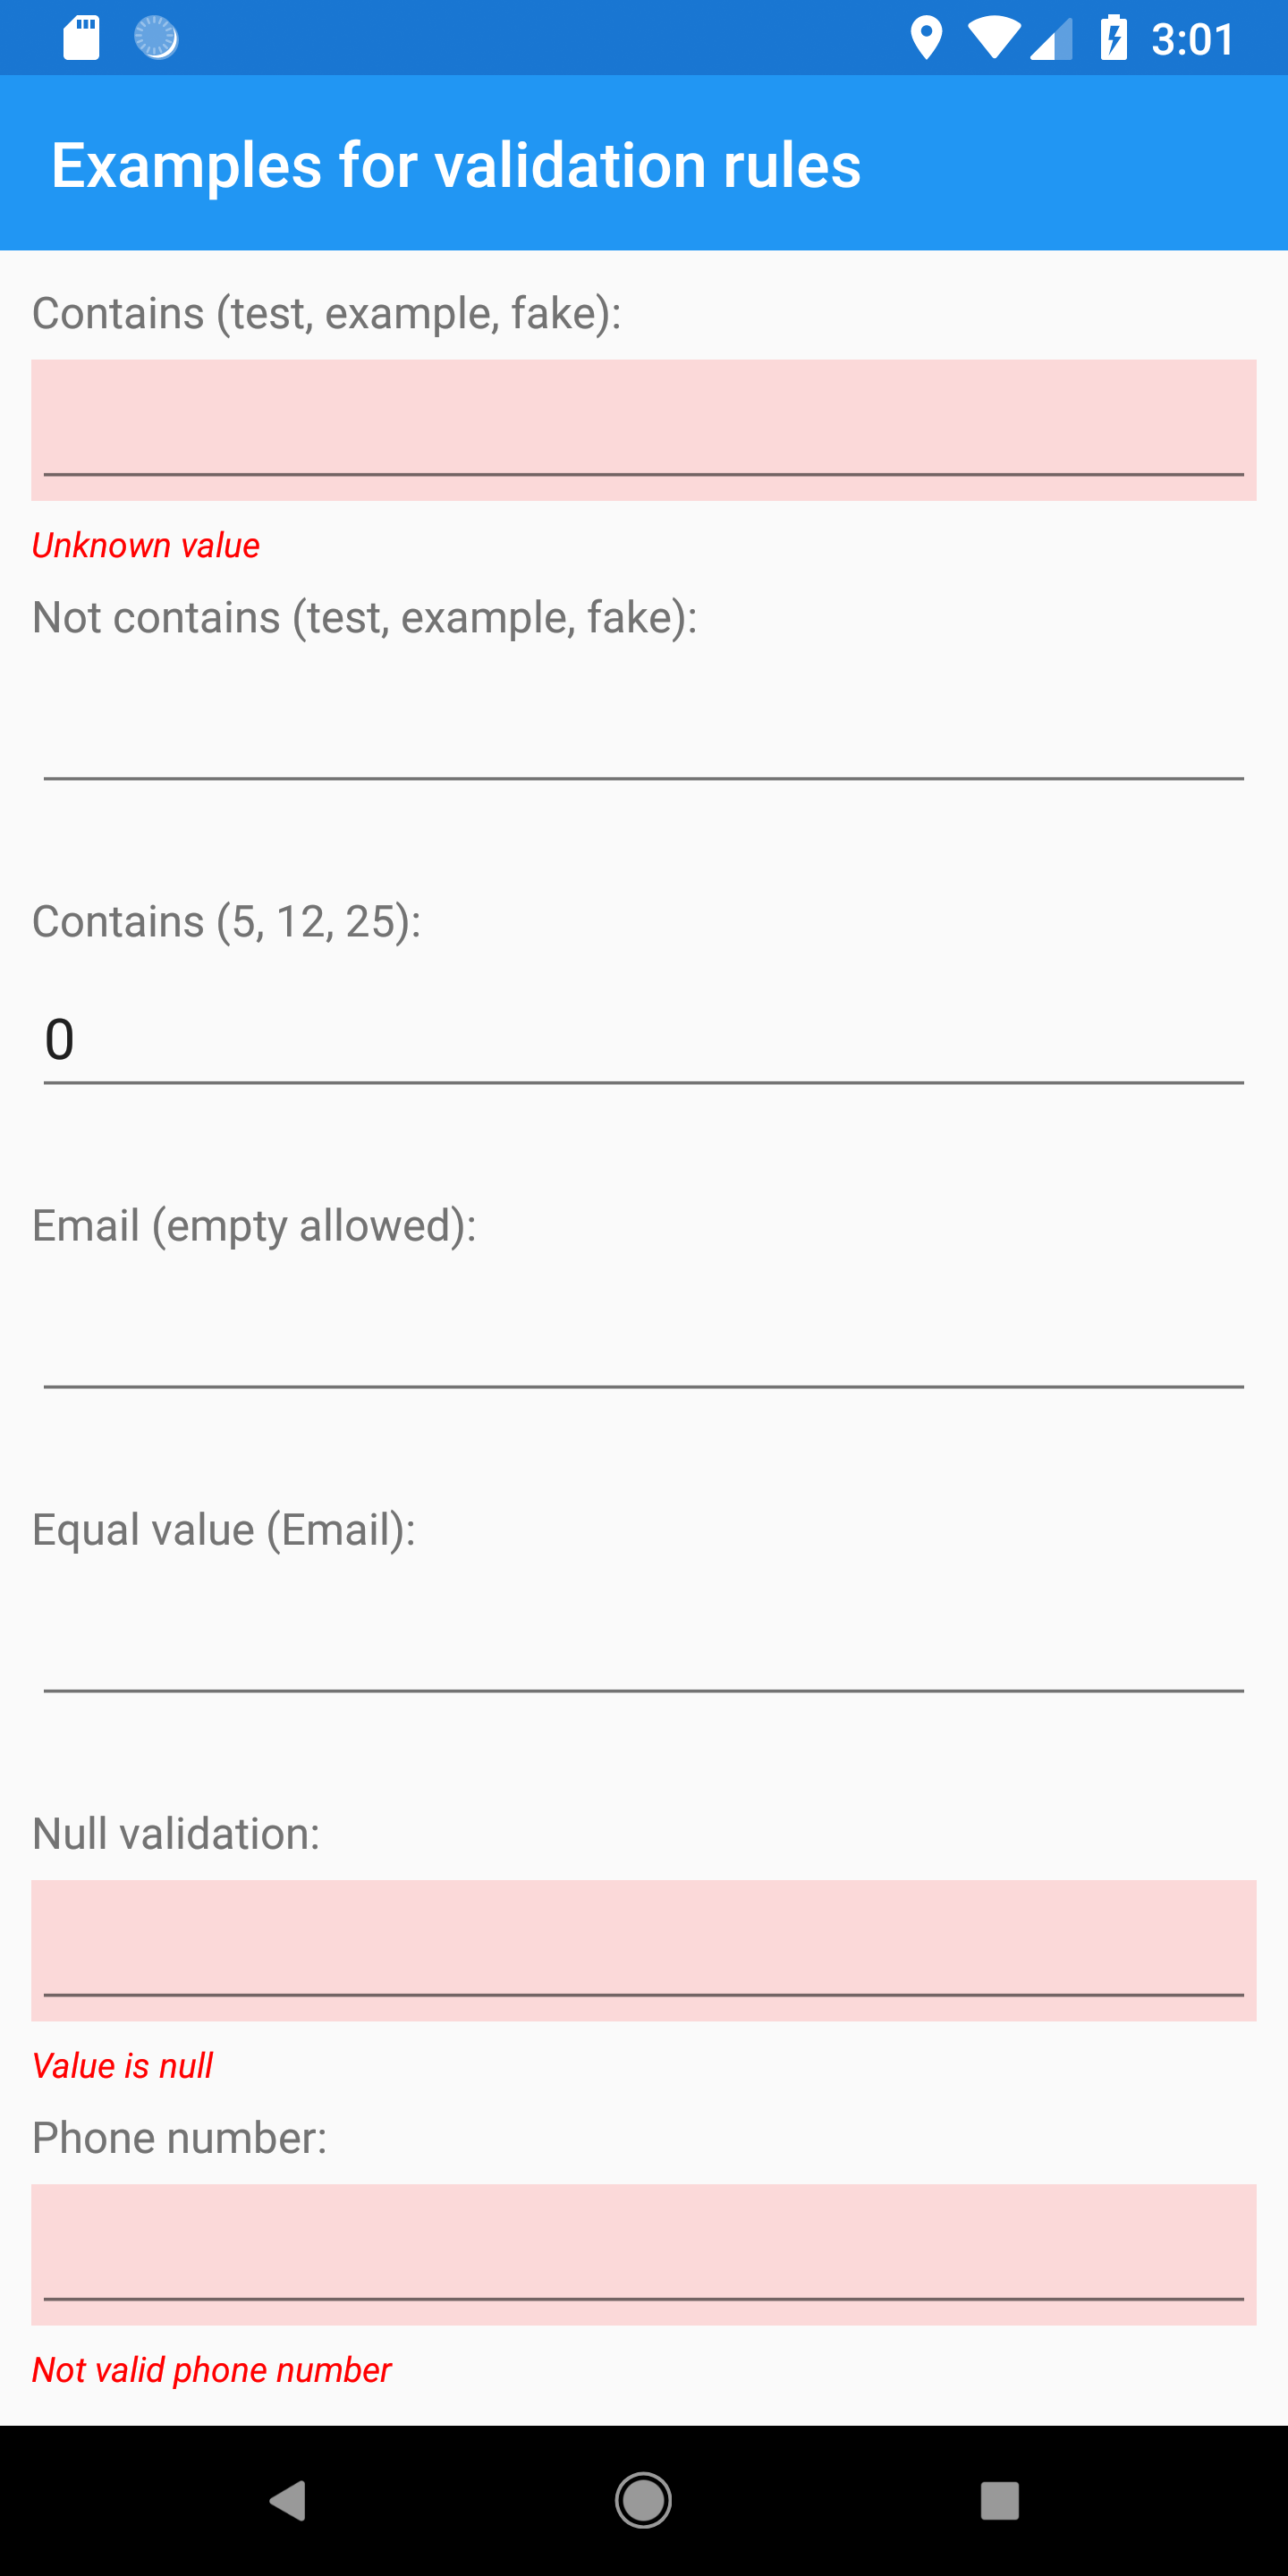 3:01
Examples for validation rules
Contains (test, example, fake):
Unknown value
Not contains (test, example, fake):
Contains (5, 12, 25):
0
Email (empty allowed):
Equal value (Email):
Null validation:
Value is null
Phone number:
Not valid phone number